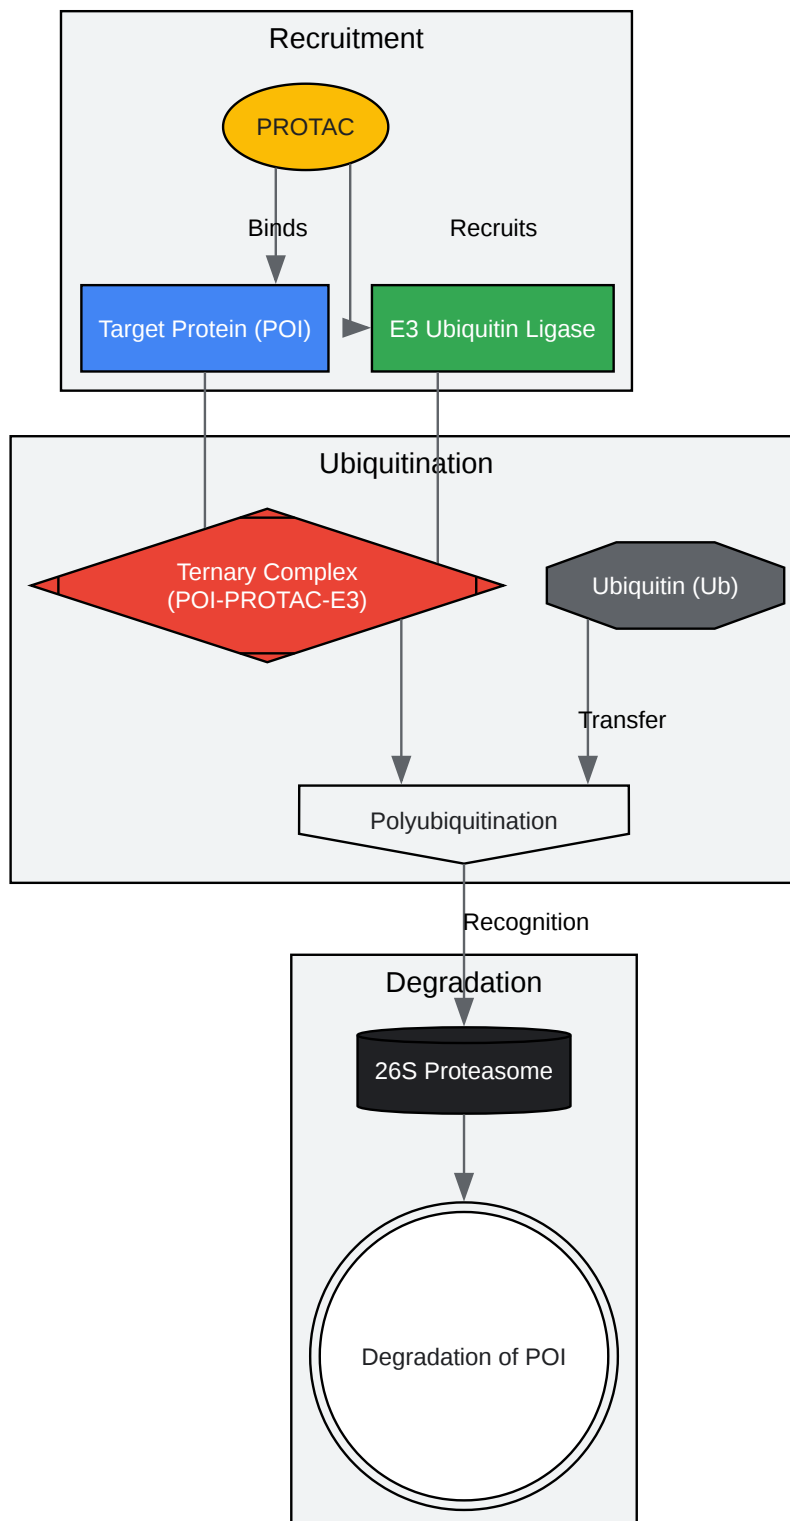 Recruitment
PROTAC
Binds
Recruits
Target Protein (POI)
E3 Ubiquitin Ligase
Ubiquitination
Ternary Complex
(POI-PROTAC-E3)
Ubiquitin (Ub)
Transfer
Polyubiquitination
Recognition
Degradation
26S Proteasome
Degradation of POI